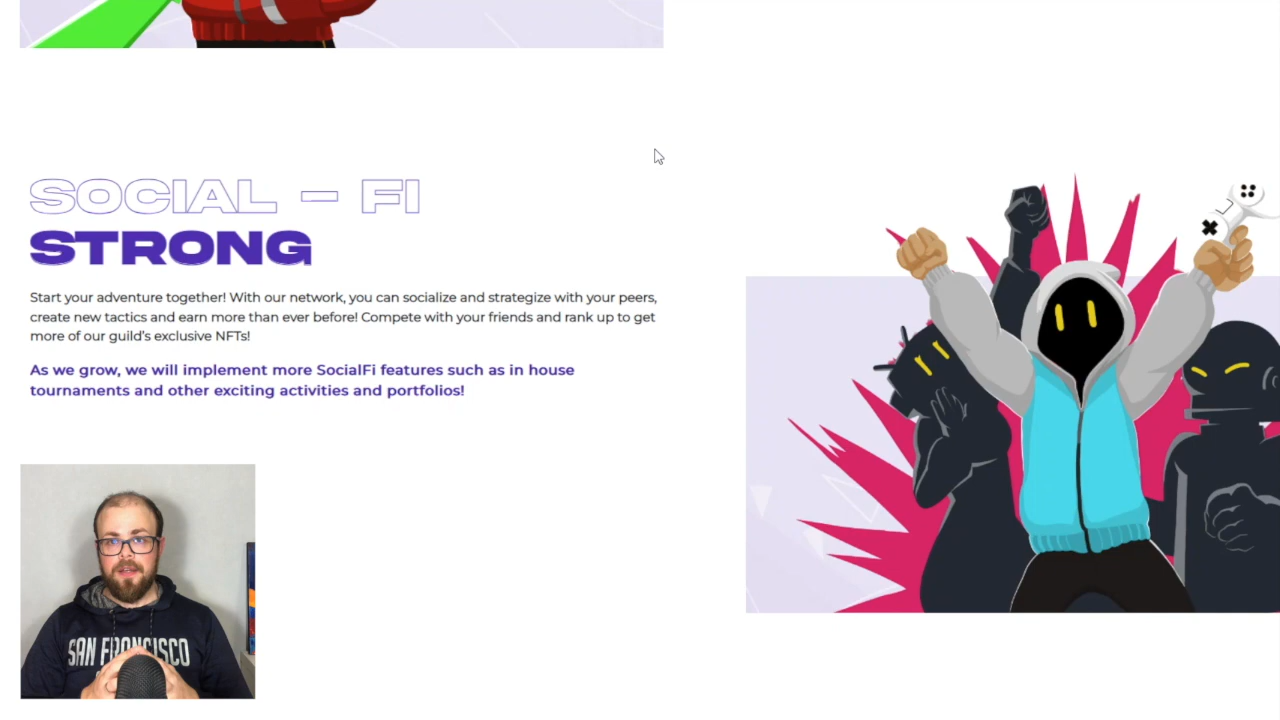 SOCIAL - FI
STRONG
Start your adventure together! With our network, you can socialize and strategize with your peers,
create new tactics and earn more than ever before! Compete with your friends and rank up to get
more of our guild's exclusive NFTs!
As we grow, we will implement more SocialFi features such as in house
tournaments and other exciting activities and portfolios!
SAN FRANCISCO